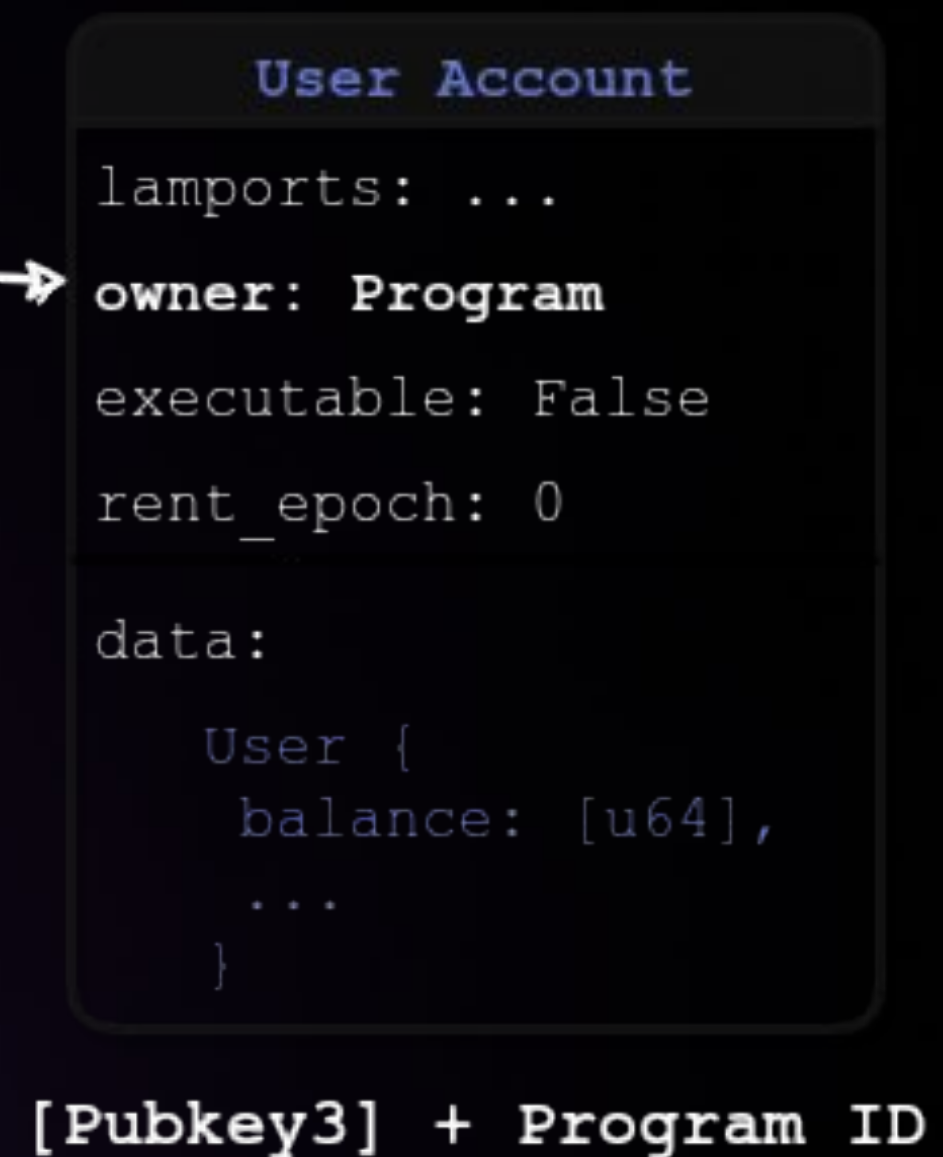 User Account
lamports: ...
owner: Program
executable: False
rent_epoch: 0
data:
User {
balance: [u64],
...
}
[Pubkey3] + Program ID